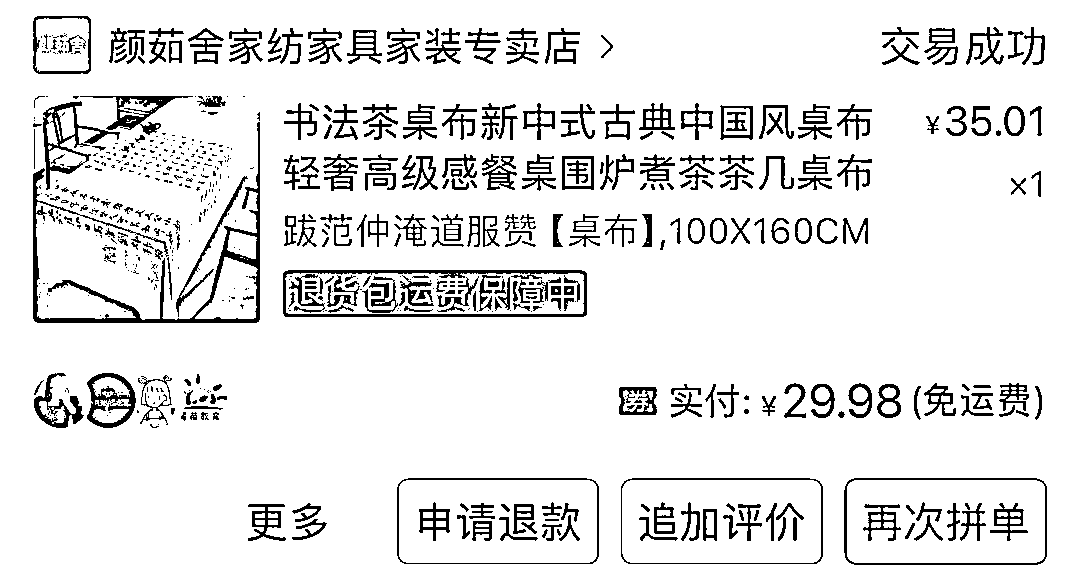 颜茹舍家纺家具家装专卖店 >
交易成功
书法茶桌布新中式古典中国风桌布
¥35.01
轻奢高级感餐桌围炉煮茶茶几桌布
×1
跋范仲淹道服赞【桌布】,100X160CM
退货包运费保障中
券 实付: ¥29.98 (免运费)
更多
申请退款
追加评价
再次拼单